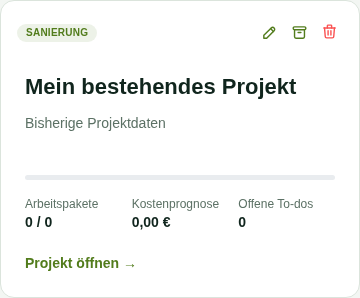 SANIERUNG
Mein bestehendes Projekt
Bisherige Projektdaten
Arbeitspakete Kostenprognose Offene To-dos
0 / 0 0,00 € 0
Projekt öffnen →